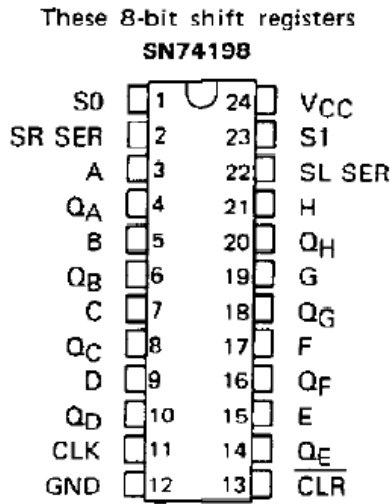 These 8-bit shift registers
SN74198
S0 1 24 VCC
SR SER 2 23 S1
A 3 22 SL SER
QA 4 21 H
B 5 20 QH
QB 6 19 G
C 7 18 QG
QC 8 17 F
D 9 16 QF
QD 10 15 E
CLK 11 14 QE
GND 12 13 CLR